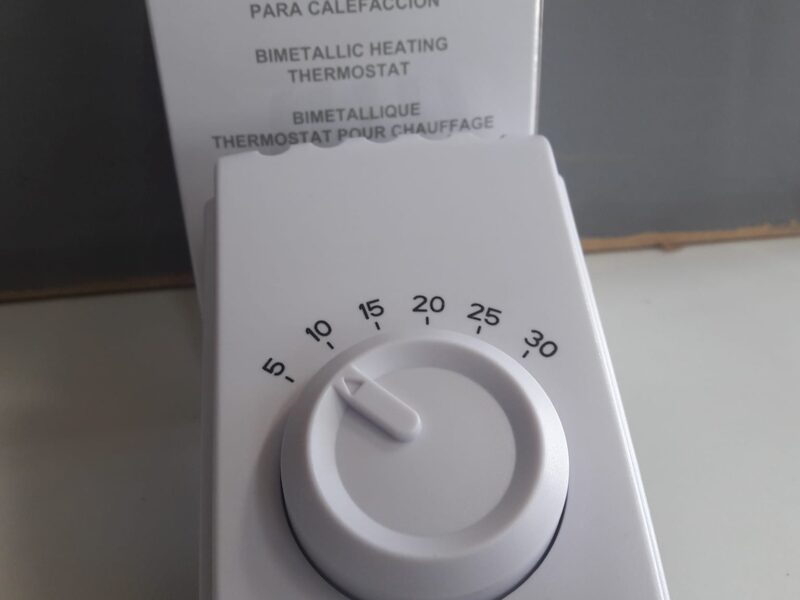 PARA CALEFACCIÓN
BIMETALLIC HEATING
THERMOSTAT
BIMETALLIQUE
THERMOSTAT POUR CHAUFFAGE
5 10 15 20 25 30